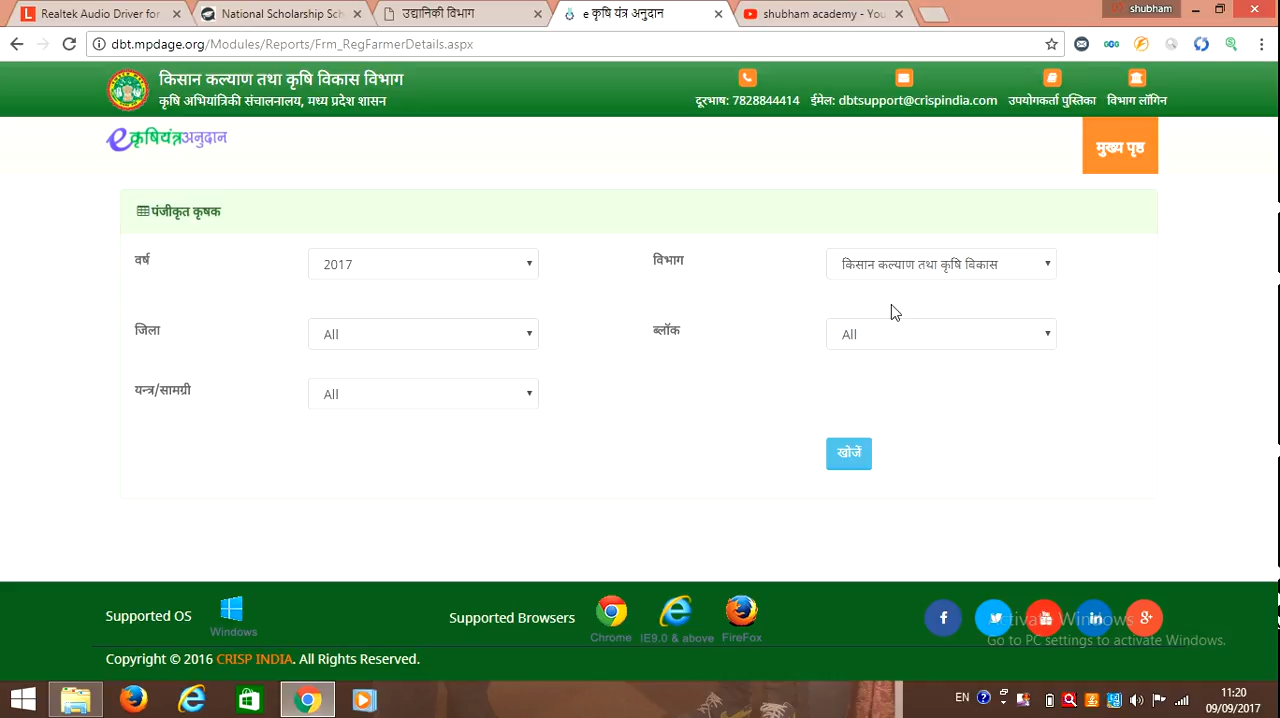 Realtek Audio Driver for
National Scholarship Sch
उद्यानिकी विभाग
e कृषि यंत्र अनुदान
shubham academy - You
shubham
dbt.mpdage.org/Modules/Reports/Frm_RegFarmerDetails.aspx
किसान कल्याण तथा कृषि विकास विभाग
कृषि अभियांत्रिकी संचालनालय, मध्य प्रदेश शासन
दूरभाष: 7828844414 ईमेल: dbtsupport@crispindia.com उपयोगकर्ता पुस्तिका विभाग लॉगिन
e कृषियंत्रअनुदान
मुख्य पृष्ठ
पंजीकृत कृषक
वर्ष 2017 विभाग किसान कल्याण तथा कृषि विकास
जिला All ब्लॉक All
यन्त्र/सामग्री All
खोजें
Supported OS Windows Supported Browsers Chrome IE9.0 & above FireFox
Activate Windows
Go to PC settings to activate Windows.
Copyright © 2016 CRISP INDIA. All Rights Reserved.
EN
11:20
09/09/2017